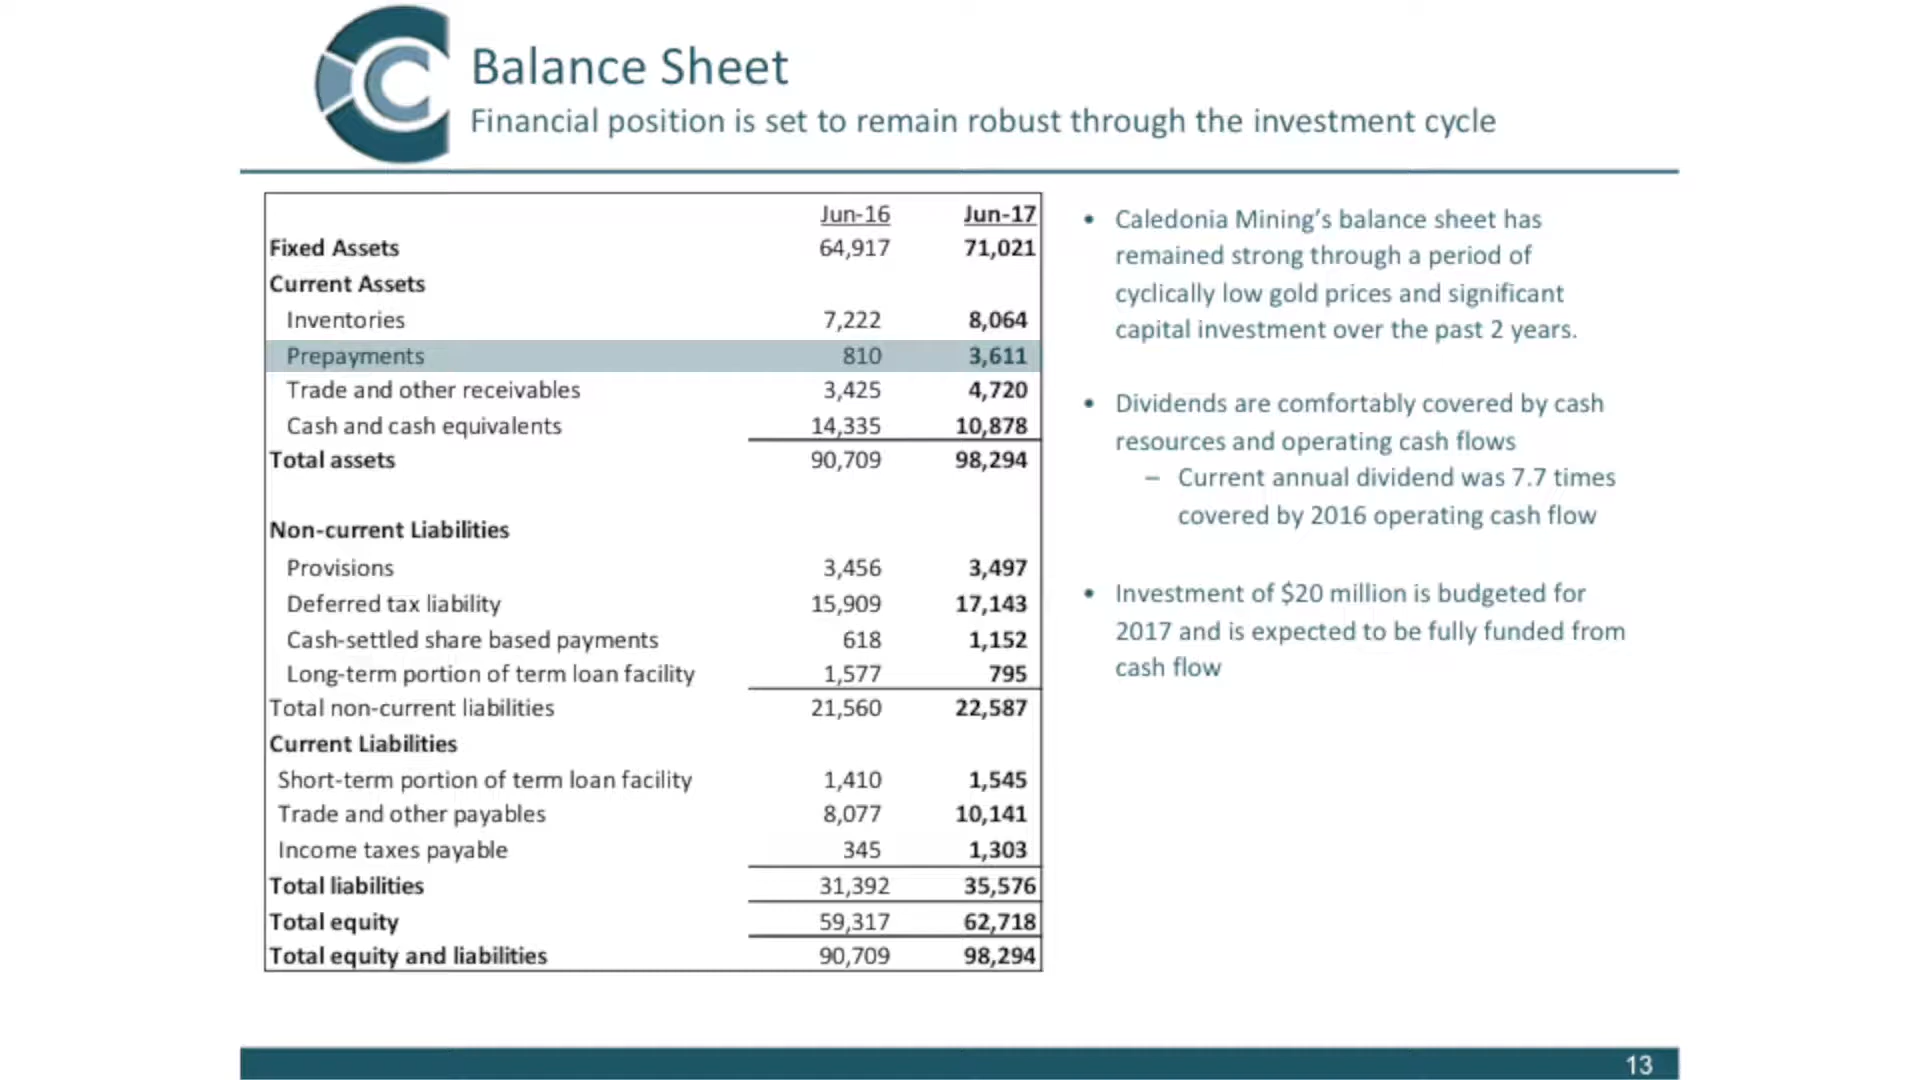 Balance Sheet
Financial position is set to remain robust through the investment cycle
Jun-16 Jun-17
Fixed Assets 64,917 71,021
Current Assets
Inventories 7,222 8,064
Prepayments 810 3,611
Trade and other receivables 3,425 4,720
Cash and cash equivalents 14,335 10,878
Total assets 90,709 98,294
Non-current Liabilities
Provisions 3,456 3,497
Deferred tax liability 15,909 17,143
Cash-settled share based payments 618 1,152
Long-term portion of term loan facility 1,577 795
Total non-current liabilities 21,560 22,587
Current Liabilities
Short-term portion of term loan facility 1,410 1,545
Trade and other payables 8,077 10,141
Income taxes payable 345 1,303
Total liabilities 31,392 35,576
Total equity 59,317 62,718
Total equity and liabilities 90,709 98,294
• Caledonia Mining’s balance sheet has
remained strong through a period of
cyclically low gold prices and significant
capital investment over the past 2 years.
• Dividends are comfortably covered by cash
resources and operating cash flows
– Current annual dividend was 7.7 times
covered by 2016 operating cash flow
• Investment of $20 million is budgeted for
2017 and is expected to be fully funded from
cash flow
13